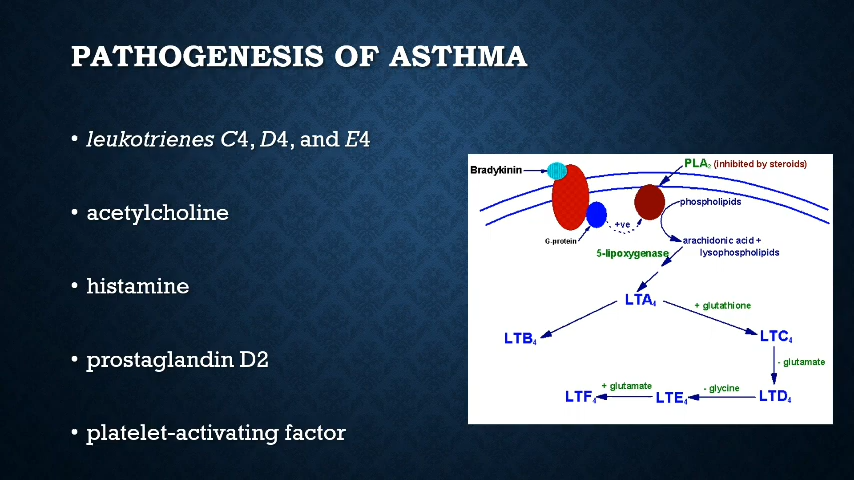 PATHOGENESIS OF ASTHMA
• leukotrienes C4, D4, and E4
• acetylcholine
• histamine
• prostaglandin D2
• platelet-activating factor
PLA₂ (inhibited by steroids)
Bradykinin
phospholipids
+ve
G-protein
arachidonic acid +
lysophospholipids
5-lipoxygenase
LTA₄
+ glutathione
LTB₄
LTC₄
- glutamate
+ glutamate
- glycine
LTF₄
LTE₄
LTD₄